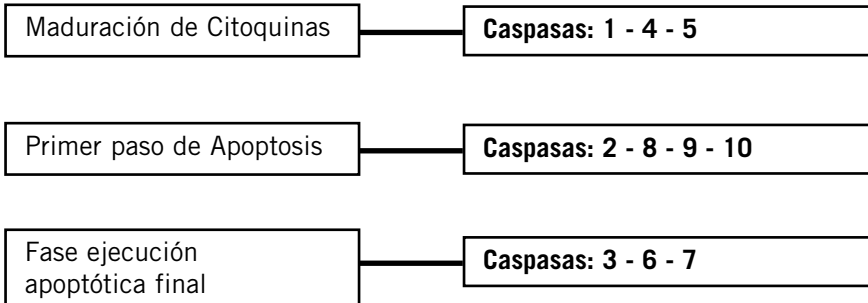 Maduración de Citoquinas
Caspasas: 1 - 4 - 5
Primer paso de Apoptosis
Caspasas: 2 - 8 - 9 - 10
Fase ejecución
apoptótica final
Caspasas: 3 - 6 - 7